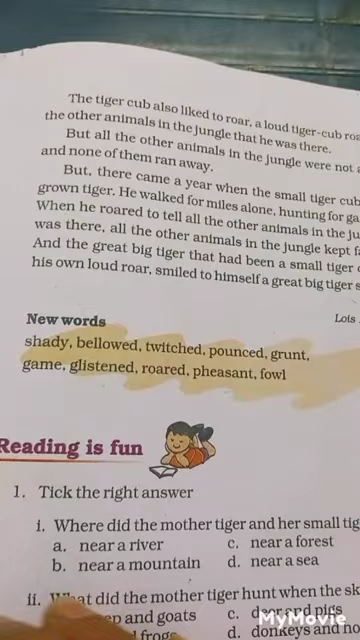 The tiger cub also liked to roar, a loud tiger-cub
the other animals in the jungle that he was there.
But all the other animals in the jungle were not
and none of them ran away.
But, there came a year when the small tiger cub
grown tiger. He walked for miles alone, hunting for
When he roared to tell all the other animals in the
was there, all the other animals in the jungle kept
And the great big tiger that had been a small tiger
his own loud roar, smiled to himself a great big tiger
Lois
New words
shady, bellowed, twitched, pounced, grunt,
game, glistened, roared, pheasant, fowl
Reading is fun
1. Tick the right answer
i. Where did the mother tiger and her small
a. near a river c. near a forest
b. near a mountain d. near a sea
ii. What did the mother tiger hunt when the
and goats c. deer and pigs
frogs d. donkeys and
MyMovie